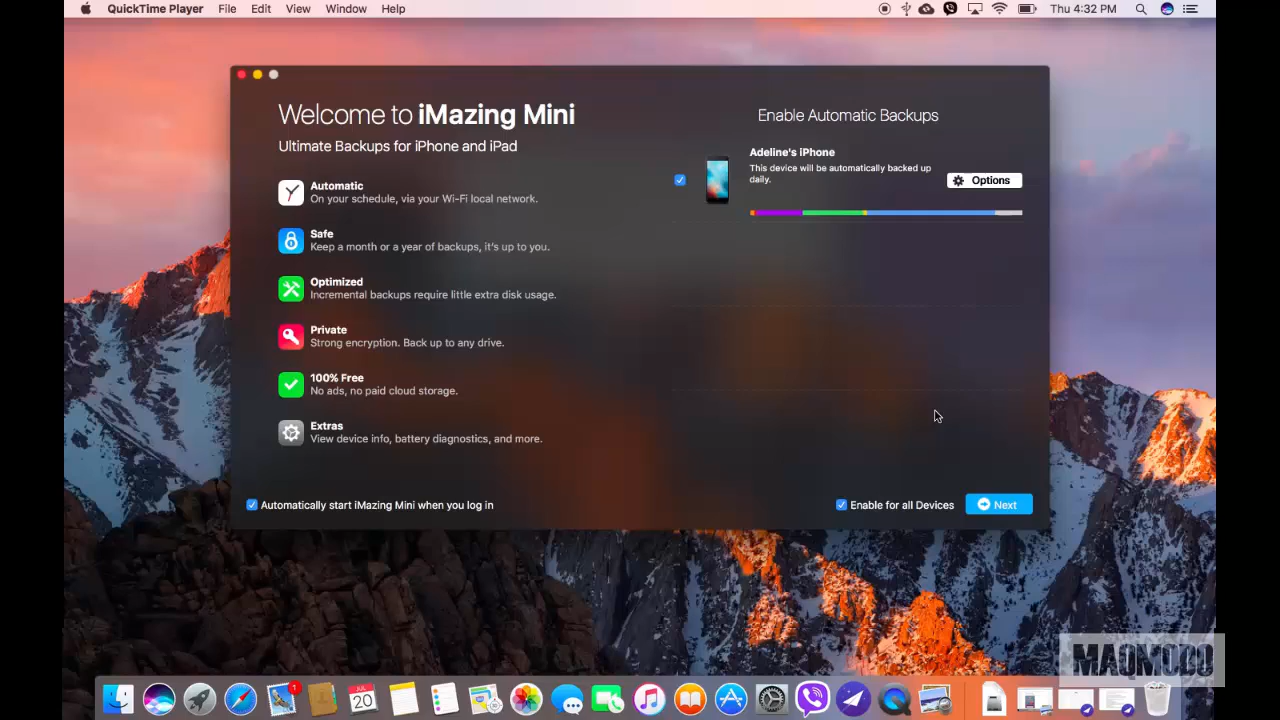 QuickTime Player File Edit View Window Help Thu 4:32 PM
Welcome to iMazing Mini
Ultimate Backups for iPhone and iPad
Automatic
On your schedule, via your Wi-Fi local network.
Safe
Keep a month or a year of backups, it's up to you.
Optimized
Incremental backups require little extra disk usage.
Private
Strong encryption. Back up to any drive.
100% Free
No ads, no paid cloud storage.
Extras
View device info, battery diagnostics, and more.
Automatically start iMazing Mini when you log in
Enable Automatic Backups
Adeline's iPhone
This device will be automatically backed up
daily.
Options
Enable for all Devices
Next
MAQMODO
1
JUL
20